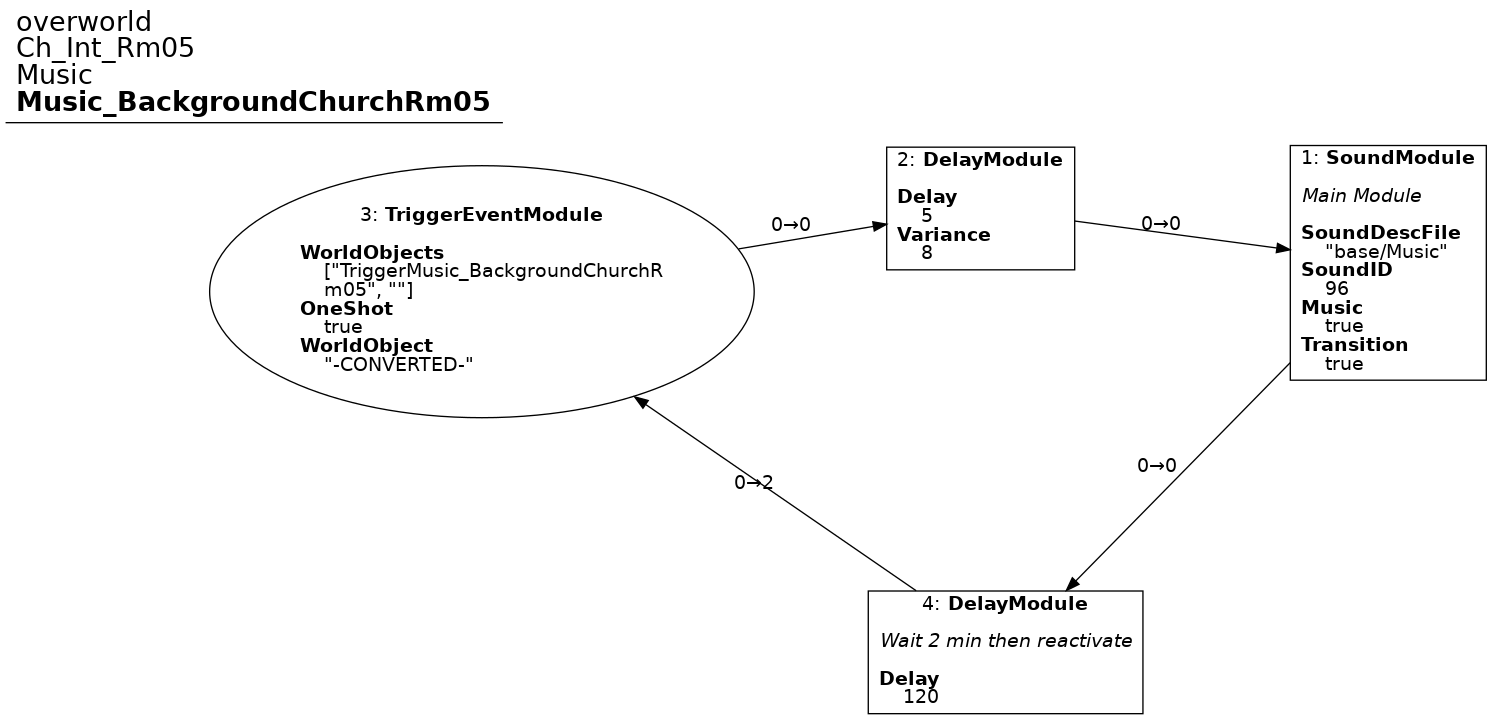 overworld
Ch_Int_Rm05
Music
Music_BackgroundChurchRm05
3: TriggerEventModule
WorldObjects
["TriggerMusic_BackgroundChurchR
m05", ""]
OneShot
true
WorldObject
"-CONVERTED-"
0→0
2: DelayModule
Delay
5
Variance
8
0→0
1: SoundModule
Main Module
SoundDescFile
"base/Music"
SoundID
96
Music
true
Transition
true
0→0
0→2
4: DelayModule
Wait 2 min then reactivate
Delay
120